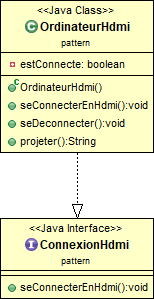 <<Java Class>>
C OrdinateurHdmi
pattern
estConnecte: boolean
OrdinateurHdmi()
seConnecterEnHdmi():void
seDeconnecter():void
projeter():String
<<Java Interface>>
I ConnexionHdmi
pattern
seConnecterEnHdmi():void